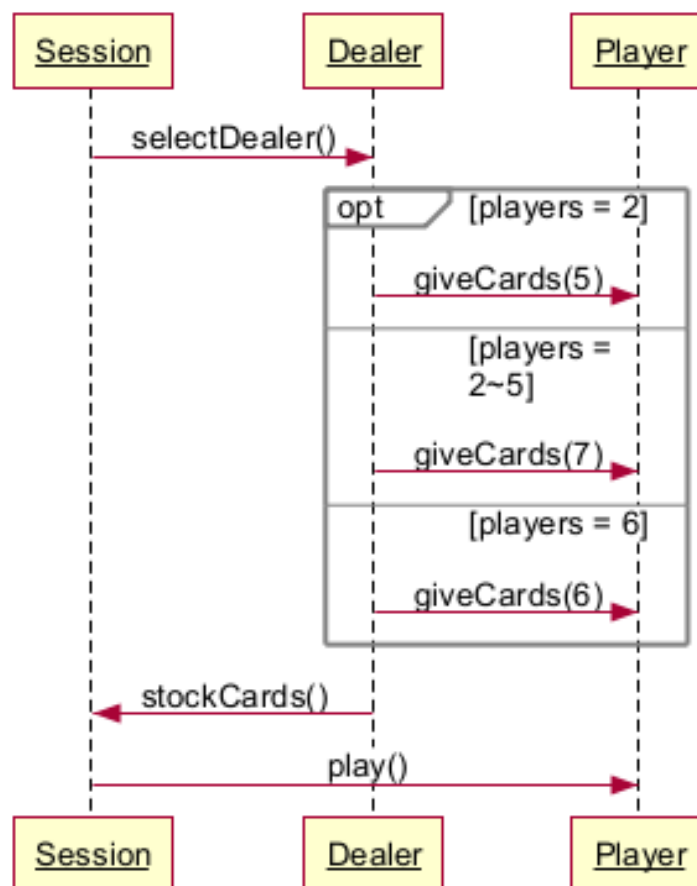 Session Dealer Player
selectDealer()
opt [players = 2]
giveCards(5)
[players =
2~5]
giveCards(7)
[players = 6]
giveCards(6)
stockCards()
play()
Session Dealer Player